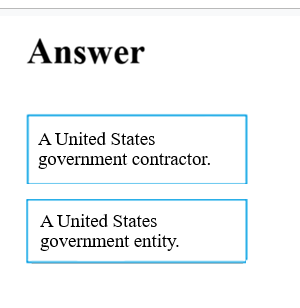 Answer
A United States
government contractor.
A United States
government entity.